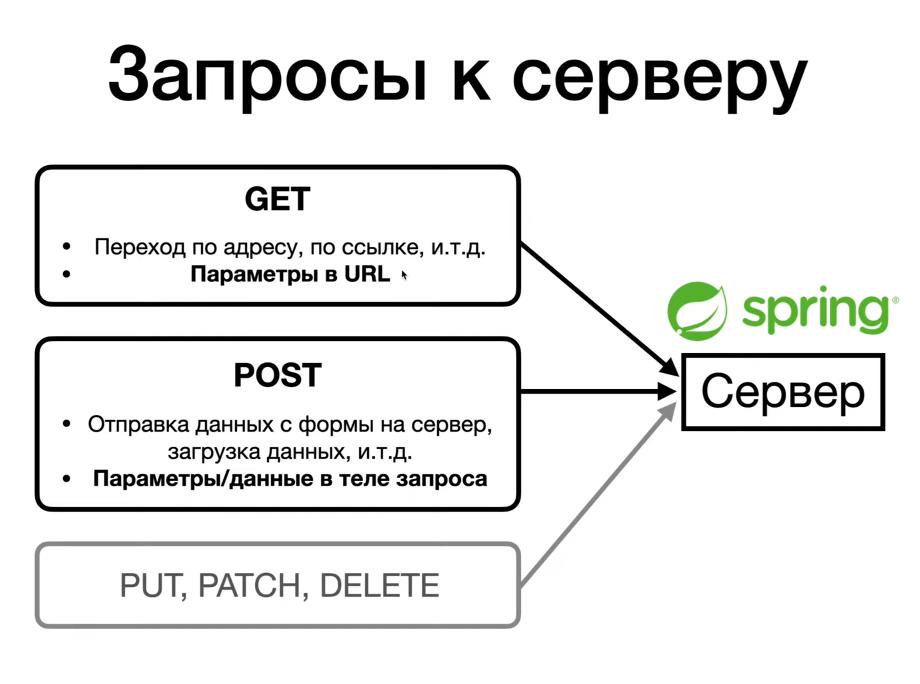 Запросы к серверу
GET
• Переход по адресу, по ссылке, и.т.д.
• Параметры в URL
POST
• Отправка данных с формы на сервер,
загрузка данных, и.т.д.
• Параметры/данные в теле запроса
PUT, PATCH, DELETE
spring®
Сервер